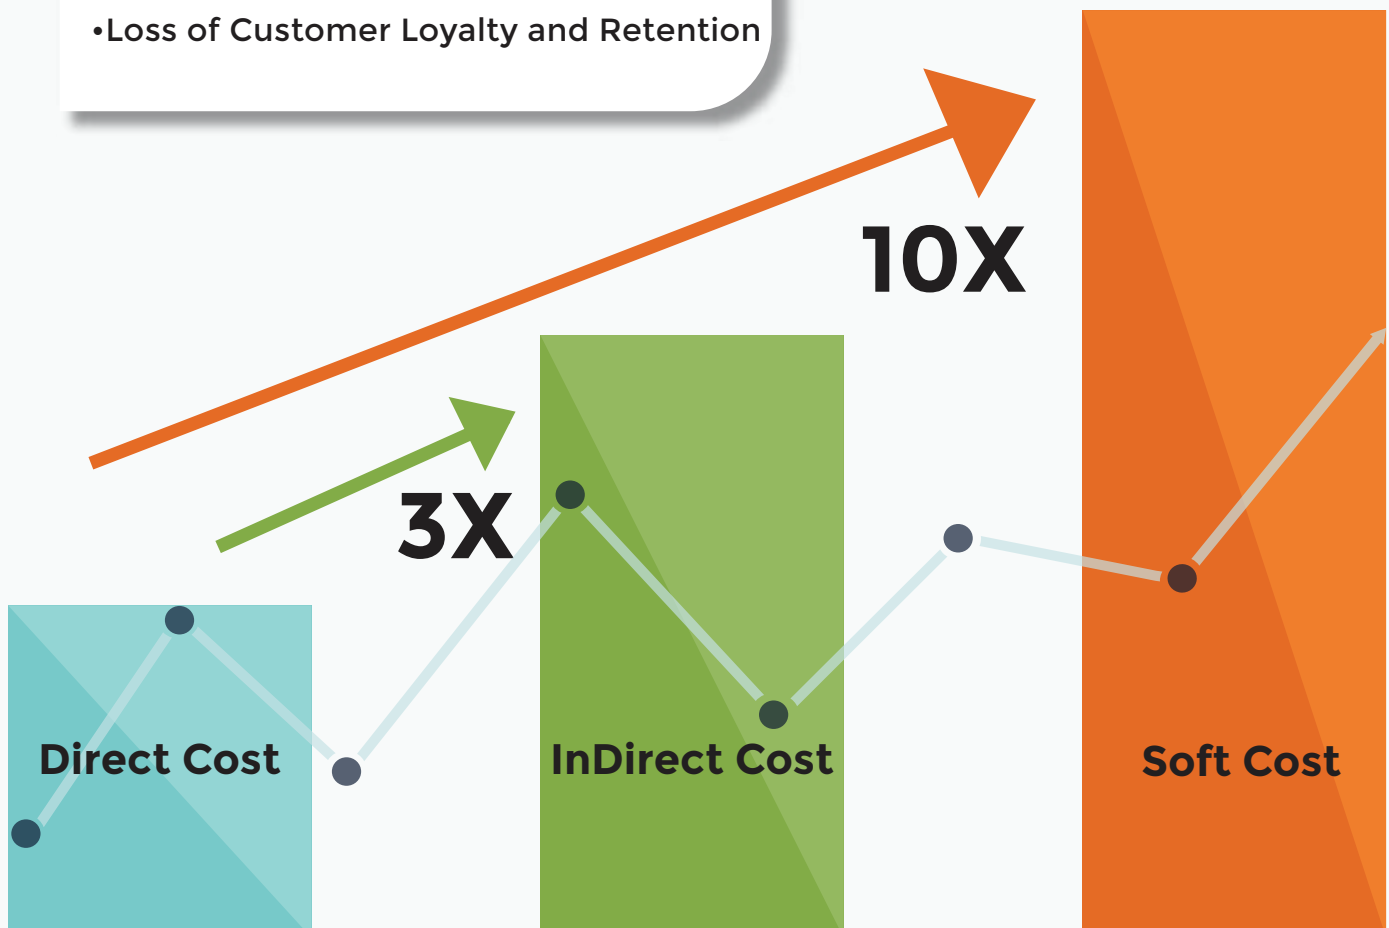 •Loss of Customer Loyalty and Retention
10X
3X
Direct Cost
InDirect Cost
Soft Cost